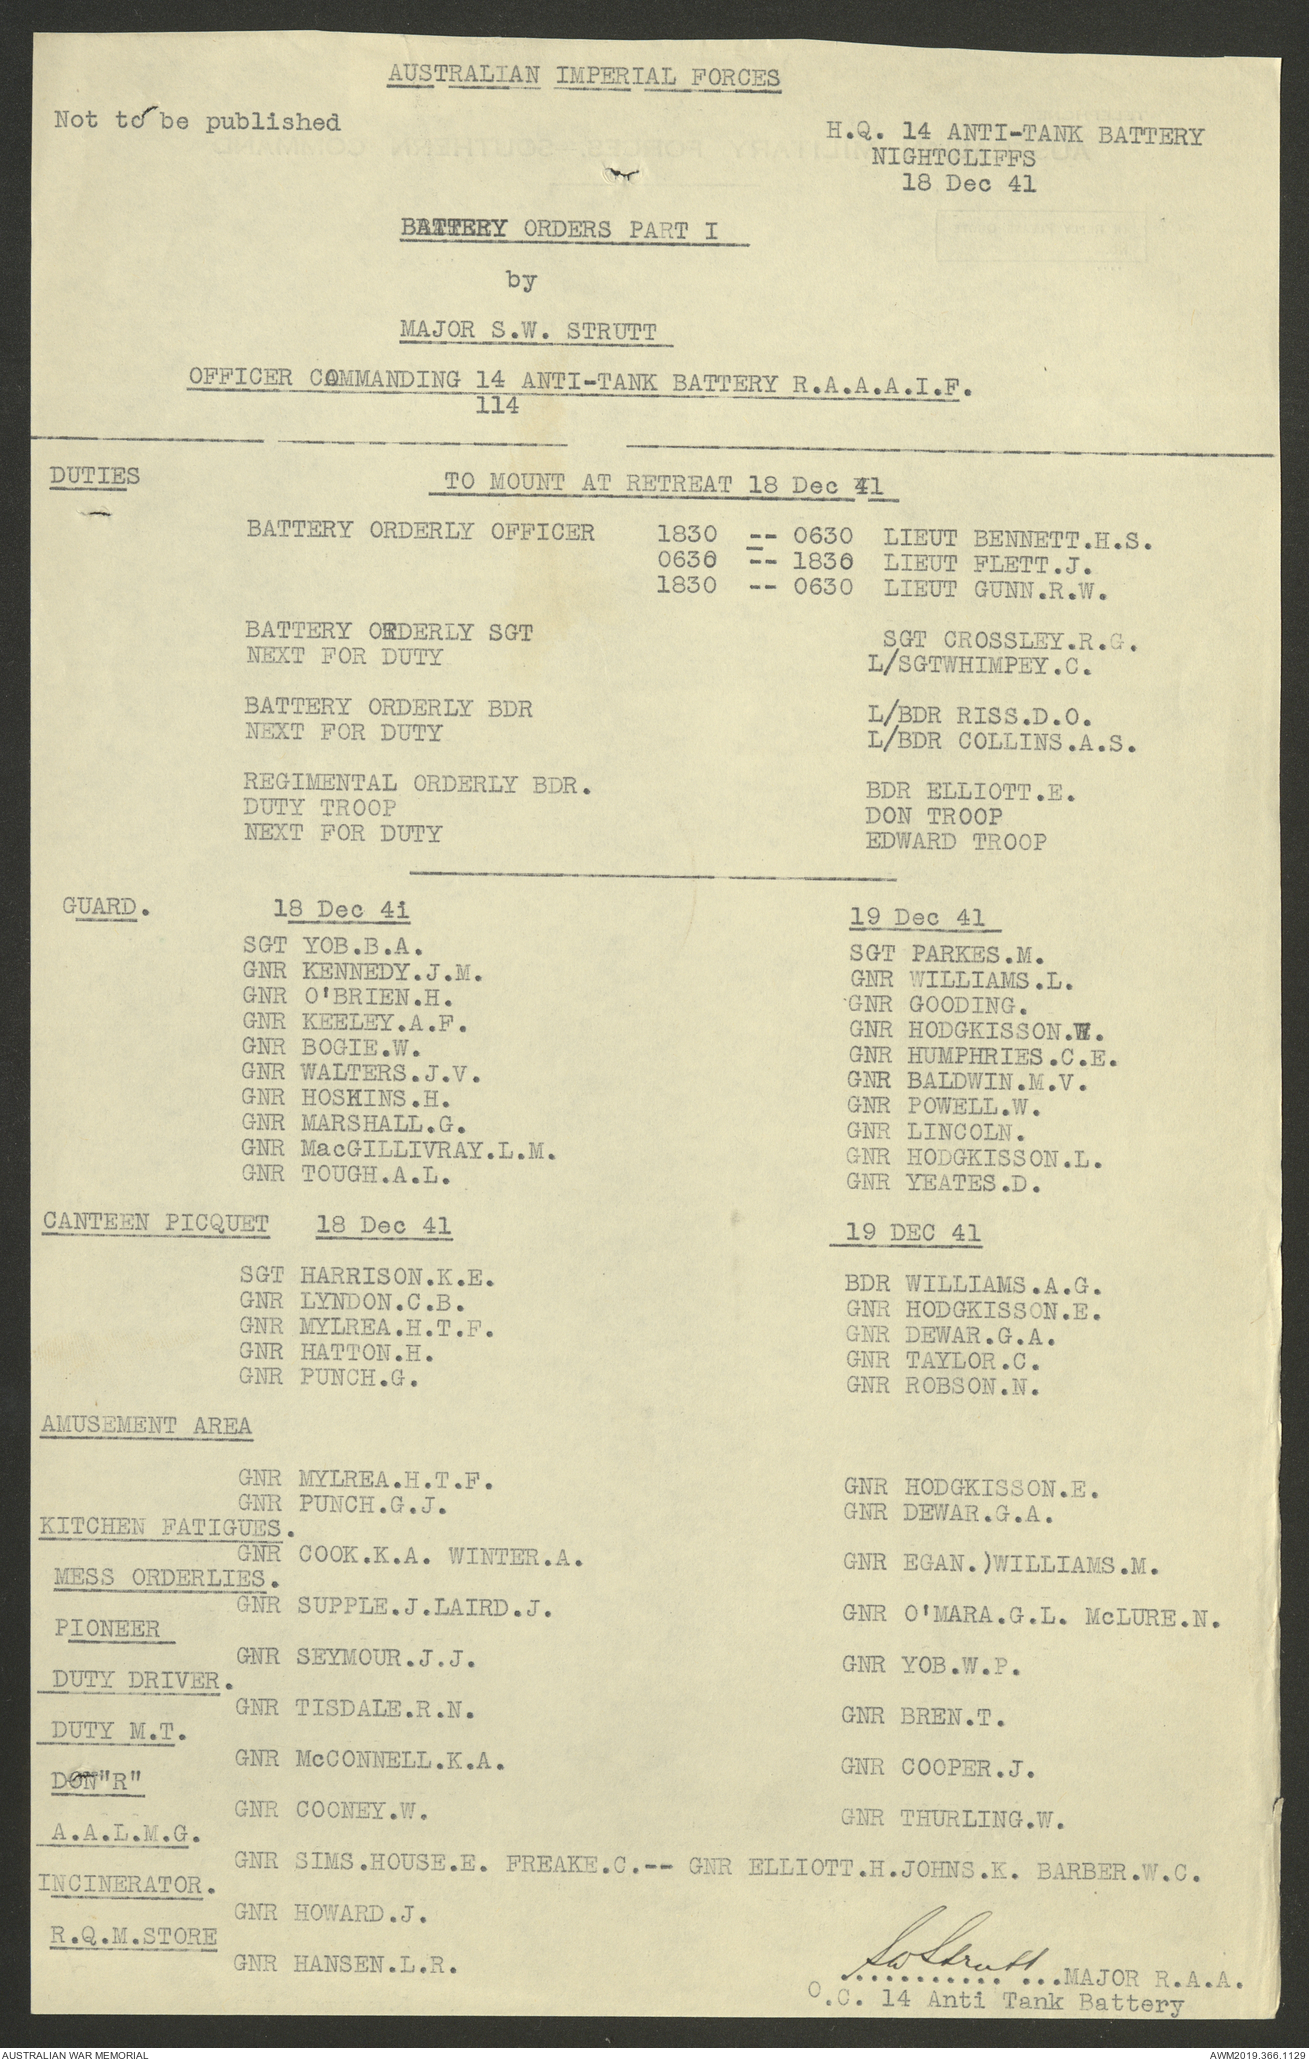 AUSTRALIAN IMPERIAL FORCES
Not to be published
H.Q. 14 ANTI-TANK BATTERY
NIGHTCLIFFS
18 Dec 41
BATTERY ORDERS PART I
by
MAJOR S.W. STRUTT
OFFICER COMMANDING 14 ANTI-TANK BATTERY R.A.A.A.I.F.
114
DUTIES
TO MOUNT AT RETREAT 18 Dec 41
BATTERY ORDERLY OFFICER 1830 -- 0630 LIEUT BENNETT.H.S.
0630 -- 1830 LIEUT FLETT.J.
1830 -- 0630 LIEUT GUNN.R.W.
BATTERY ORDERLY SGT SGT CROSSLEY.R.G.
NEXT FOR DUTY L/SGTWHIMPEY.C.
BATTERY ORDERLY BDR L/BDR RISS.D.O.
NEXT FOR DUTY L/BDR COLLINS.A.S.
REGIMENTAL ORDERLY BDR. BDR ELLIOTT.E.
DUTY TROOP DON TROOP
NEXT FOR DUTY EDWARD TROOP
GUARD. 18 Dec 41 19 Dec 41
SGT YOB.B.A. SGT PARKES.M.
GNR KENNEDY.J.M. GNR WILLIAMS.L.
GNR O'BRIEN.H. GNR GOODING.
GNR KEELEY.A.F. GNR HODGKISSON.W.
GNR BOGIE.W. GNR HUMPHRIES.C.E.
GNR WALTERS.J.V. GNR BALDWIN.M.V.
GNR HOSKINS.H. GNR POWELL.W.
GNR MARSHALL.G. GNR LINCOLN.
GNR MacGILLIVRAY.L.M. GNR HODGKISSON.L.
GNR TOUGH.A.L. GNR YEATES.D.
CANTEEN PICQUET 18 Dec 41 19 DEC 41
SGT HARRISON.K.E. BDR WILLIAMS.A.G.
GNR LYNDON.C.B. GNR HODGKISSON.E.
GNR MYLREA.H.T.F. GNR DEWAR.G.A.
GNR HATTON.H. GNR TAYLOR.C.
GNR PUNCH.G. GNR ROBSON.N.
AMUSEMENT AREA
GNR MYLREA.H.T.F. GNR HODGKISSON.E.
GNR PUNCH.G.J. GNR DEWAR.G.A.
KITCHEN FATIGUES.
GNR COOK.K.A. WINTER.A. GNR EGAN.)WILLIAMS.M.
MESS ORDERLIES.
GNR SUPPLE.J.LAIRD.J. GNR O'MARA.G.L. McLURE.N.
PIONEER
GNR SEYMOUR.J.J. GNR YOB.W.P.
DUTY DRIVER.
GNR TISDALE.R.N. GNR BREN.T.
DUTY M.T.
GNR McCONNELL.K.A. GNR COOPER.J.
DON"R"
GNR COONEY.W. GNR THURLING.W.
A.A.L.M.G.
GNR SIMS.HOUSE.E. FREAKE.C.-- GNR ELLIOTT.H.JOHNS.K. BARBER.W.C.
INCINERATOR.
GNR HOWARD.J.
R.Q.M.STORE
GNR HANSEN.L.R.
SW Strutt
.............. ...MAJOR R.A.A.
O.C. 14 Anti Tank Battery
AUSTRALIAN WAR MEMORIAL
AWM2019.366.1129